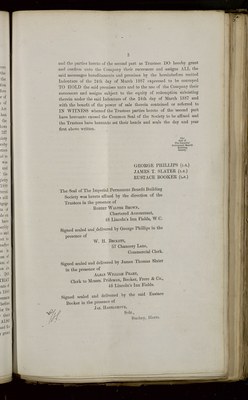 3
and the parties hereto of the second part as Trustees DO hereby grant
and confirm unto the Company their successors and assigns ALL the
said messuages hereditaments and premises by the hereinbefore recited
Indenture of the 24th day of March 1887 expressed to be conveyed
TO HOLD the said premises unto and to the use of the Company their
successors and assigns subject to the equity of redemption subsisting
therein under the said Indenture of the 24th day of March 1887 and
with the benefit of the power of sale therein contained or referred to
IN WITNESS whereof the Trustees parties hereto of the second part
have hereunto caused the Common Seal of the Society to be affixed and
the Trustees have hereunto set their hands and seals the day and year
first above written.
GEORGE PHILLIPS (L.S.)
JAMES T. SLATER (L.S.)
EUSTACE BOOKER (L.S.)
The Seal of The Imperial Permanent Benefit Building
Society was hereto affixed by the direction of the
Trustees in the presence of
Robert Walter Brown,
Chartered Accountant,
46 Lincoln's Inn Fields, W.C.
Signed sealed and delivered by George Phillips in the
presence of
W. H.
57 Chancery Lane,
Commercial Clerk.
Signed sealed and delivered by James Thomas Slater
in the presence of
Albert William Pratt,
Clerk to Messrs. Peckham, Booker, & Co.,
46 Lincoln's Inn Fields.
Signed sealed and delivered by the said Eustace
Booker in the presence of
Jas.